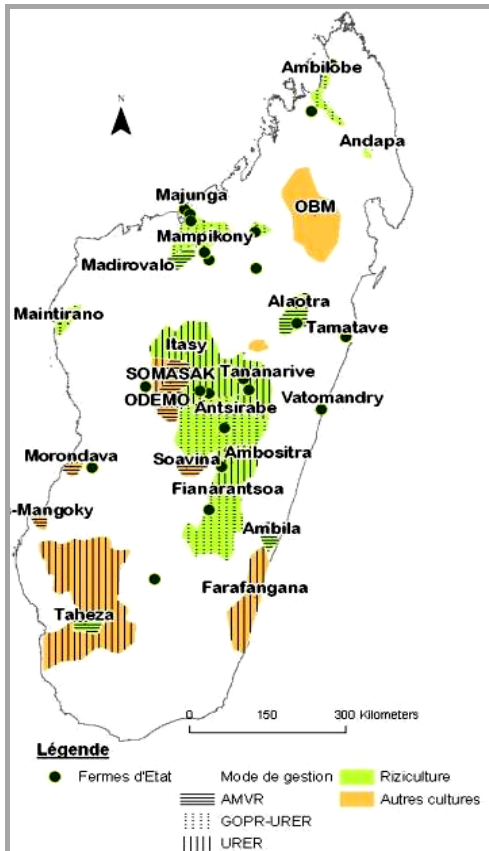 Ambilobe
N
Andapa
Majunga
OBM
Mampikony
Madirovalo
Alaotra
Maintirano
Tamatave
Itasy
SOMASAK
Tananarive
ODEMO
Antsirabe
Vatomandry
Morondava
Soavina
Ambositra
Fianarantsoa
-Mangoky
Ambila
Farafangana
Taheza
0 150 300 Kilometers
Légende
Fermes d'Etat
Mode de gestion
Riziculture
AMVR
Autres cultures
GOPR-URER
URER